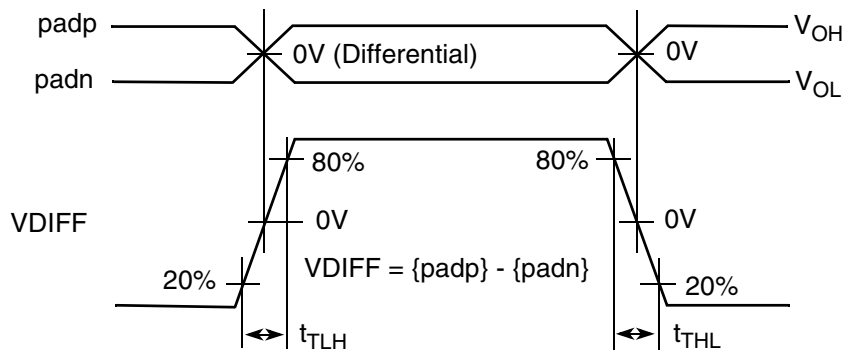 padp
V_OH
0V (Differential)
0V
padn
V_OL
80%
80%
VDIFF
0V
0V
VDIFF = {padp} - {padn}
20%
20%
t_TLH
t_THL